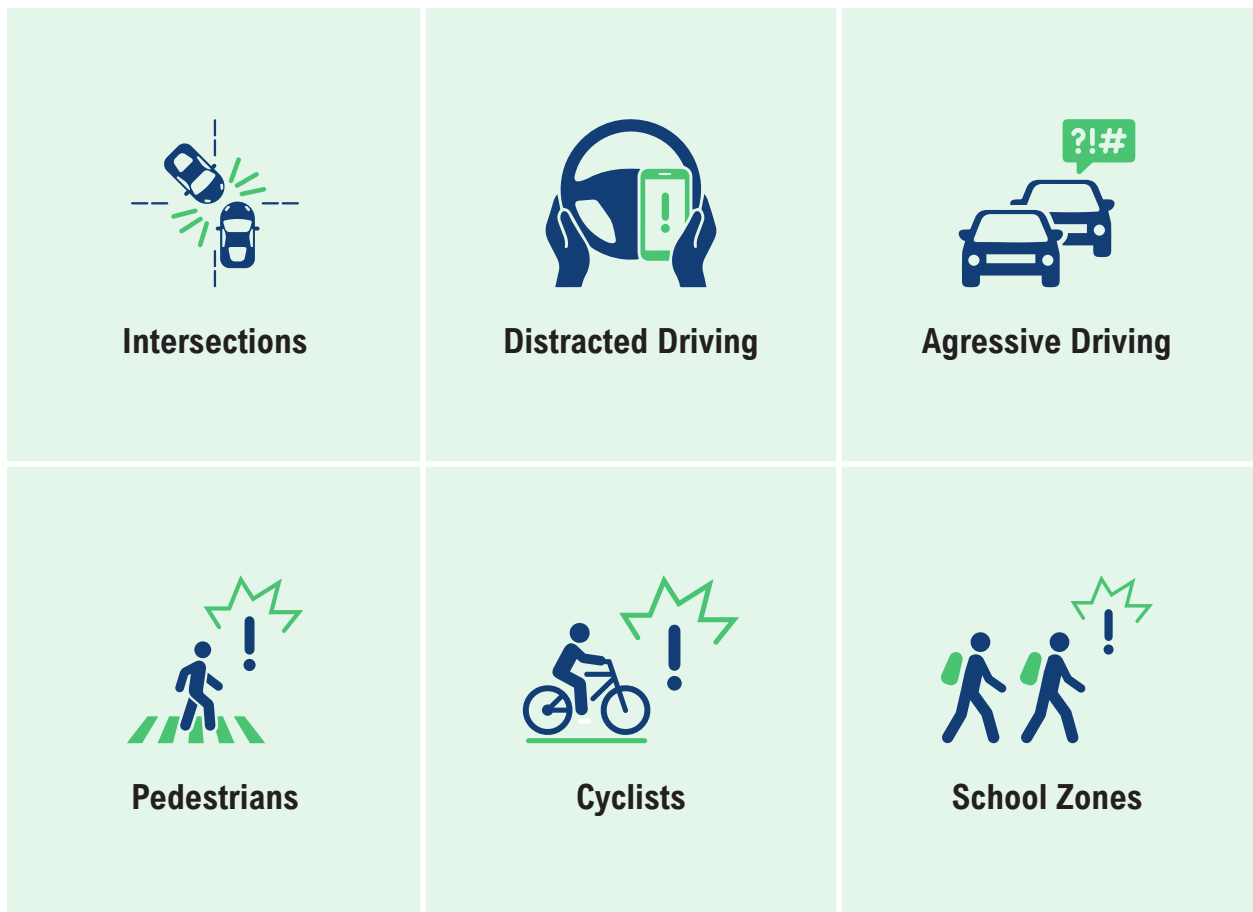 ?!#
Intersections
Distracted Driving
Agressive Driving
!
!
!
!
Pedestrians
Cyclists
School Zones